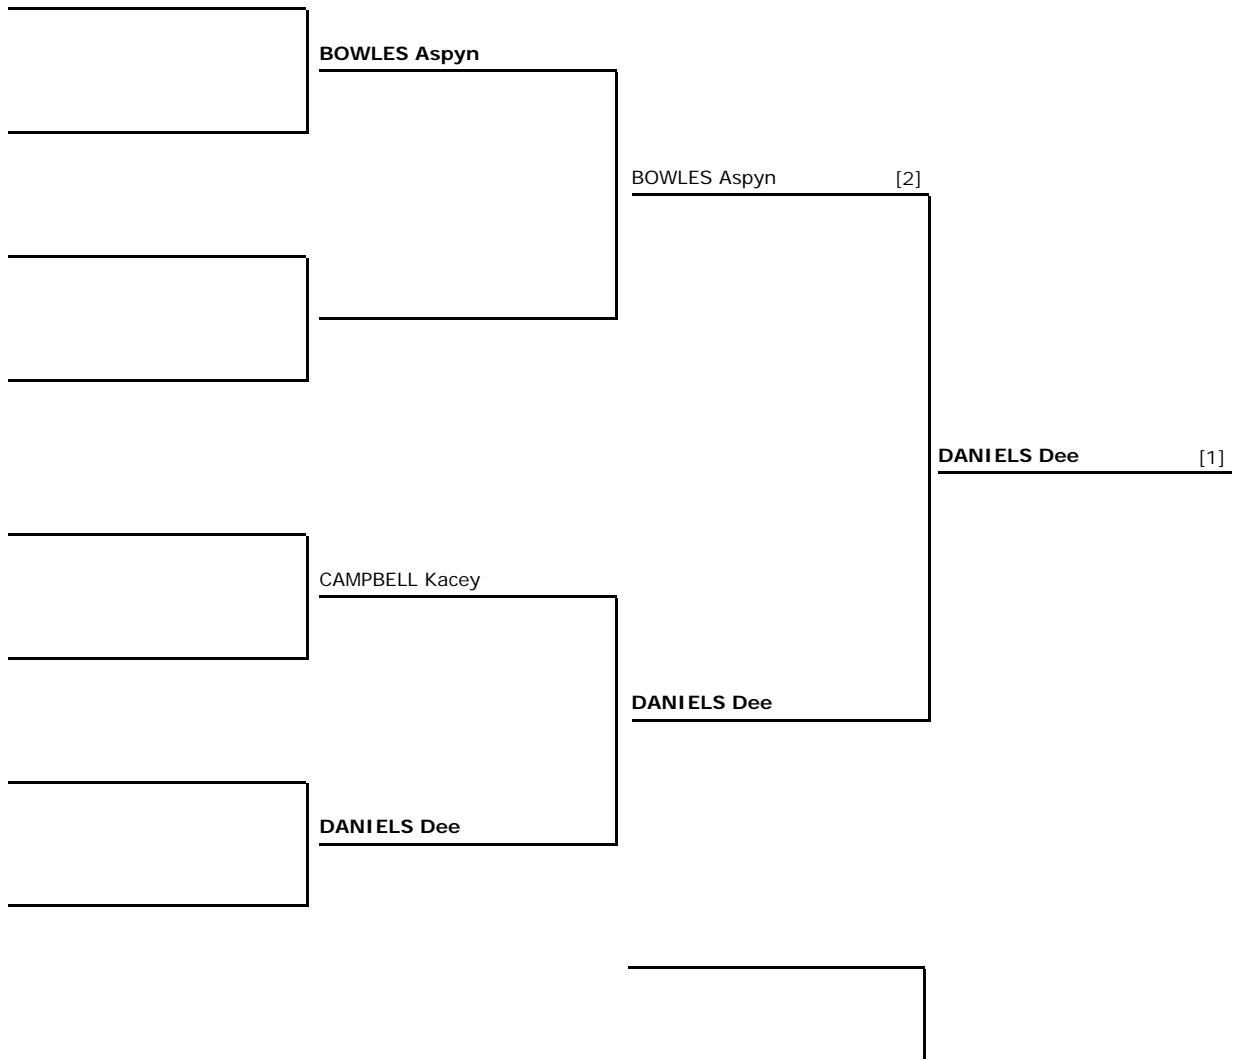 BOWLES Aspyn
BOWLES Aspyn [2]
DANIELS Dee [1]
CAMPBELL Kacey
DANIELS Dee
DANIELS Dee